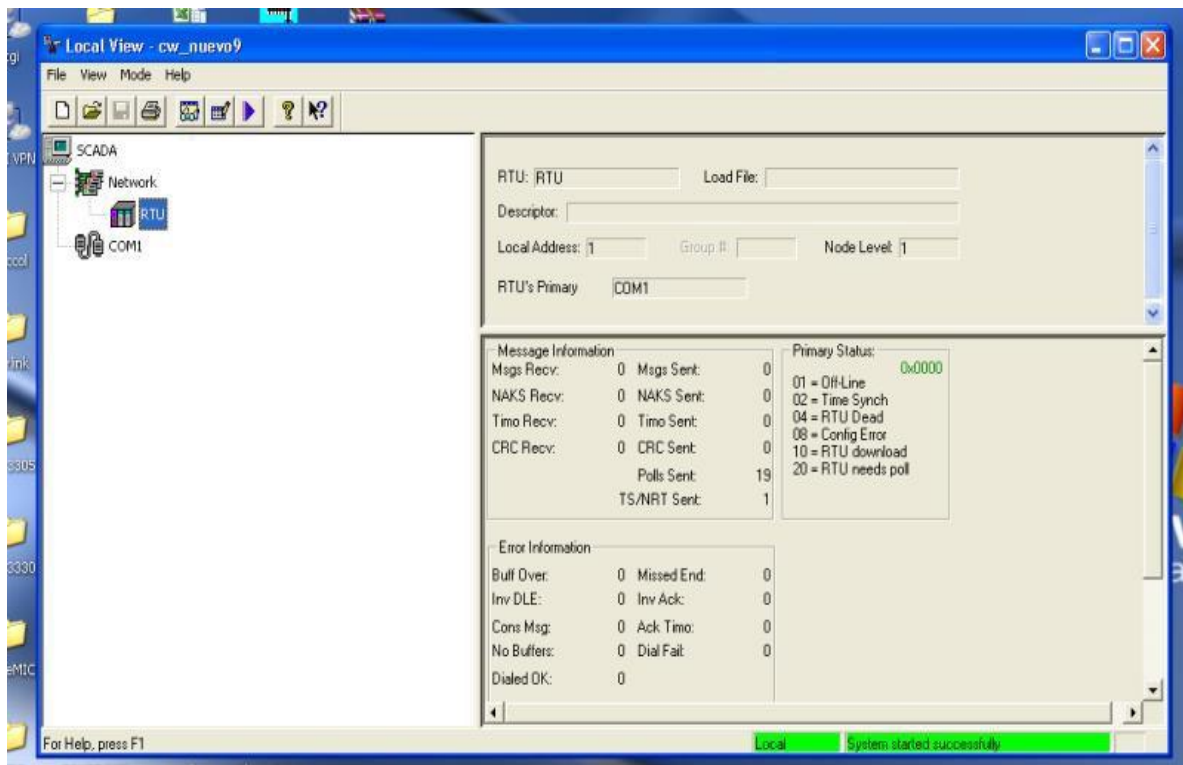 Local View - cw_nuevo9
File View Mode Help
SCADA
Network
RTU
COM1
RTU: RTU Load File:
Descriptor:
Local Address: 1 Group #: Node Level: 1
RTU's Primary COM1
Message Information
Msgs Recv: 0 Msgs Sent: 0
NAKS Recv: 0 NAKS Sent: 0
Timo Recv: 0 Timo Sent: 0
CRC Recv: 0 CRC Sent: 0
Polls Sent: 19
TS/NRT Sent: 1
Primary Status:
0x0000
01 = Off-Line
02 = Time Synch
04 = RTU Dead
08 = Config Error
10 = RTU download
20 = RTU needs poll
Error Information
Buff Over: 0 Missed End: 0
Inv DLE: 0 Inv Ack: 0
Cons Msg: 0 Ack Timo: 0
No Buffers: 0 Dial Fail: 0
Dialed OK: 0
For Help, press F1
Local
System started successfully
VPN
3305
3330